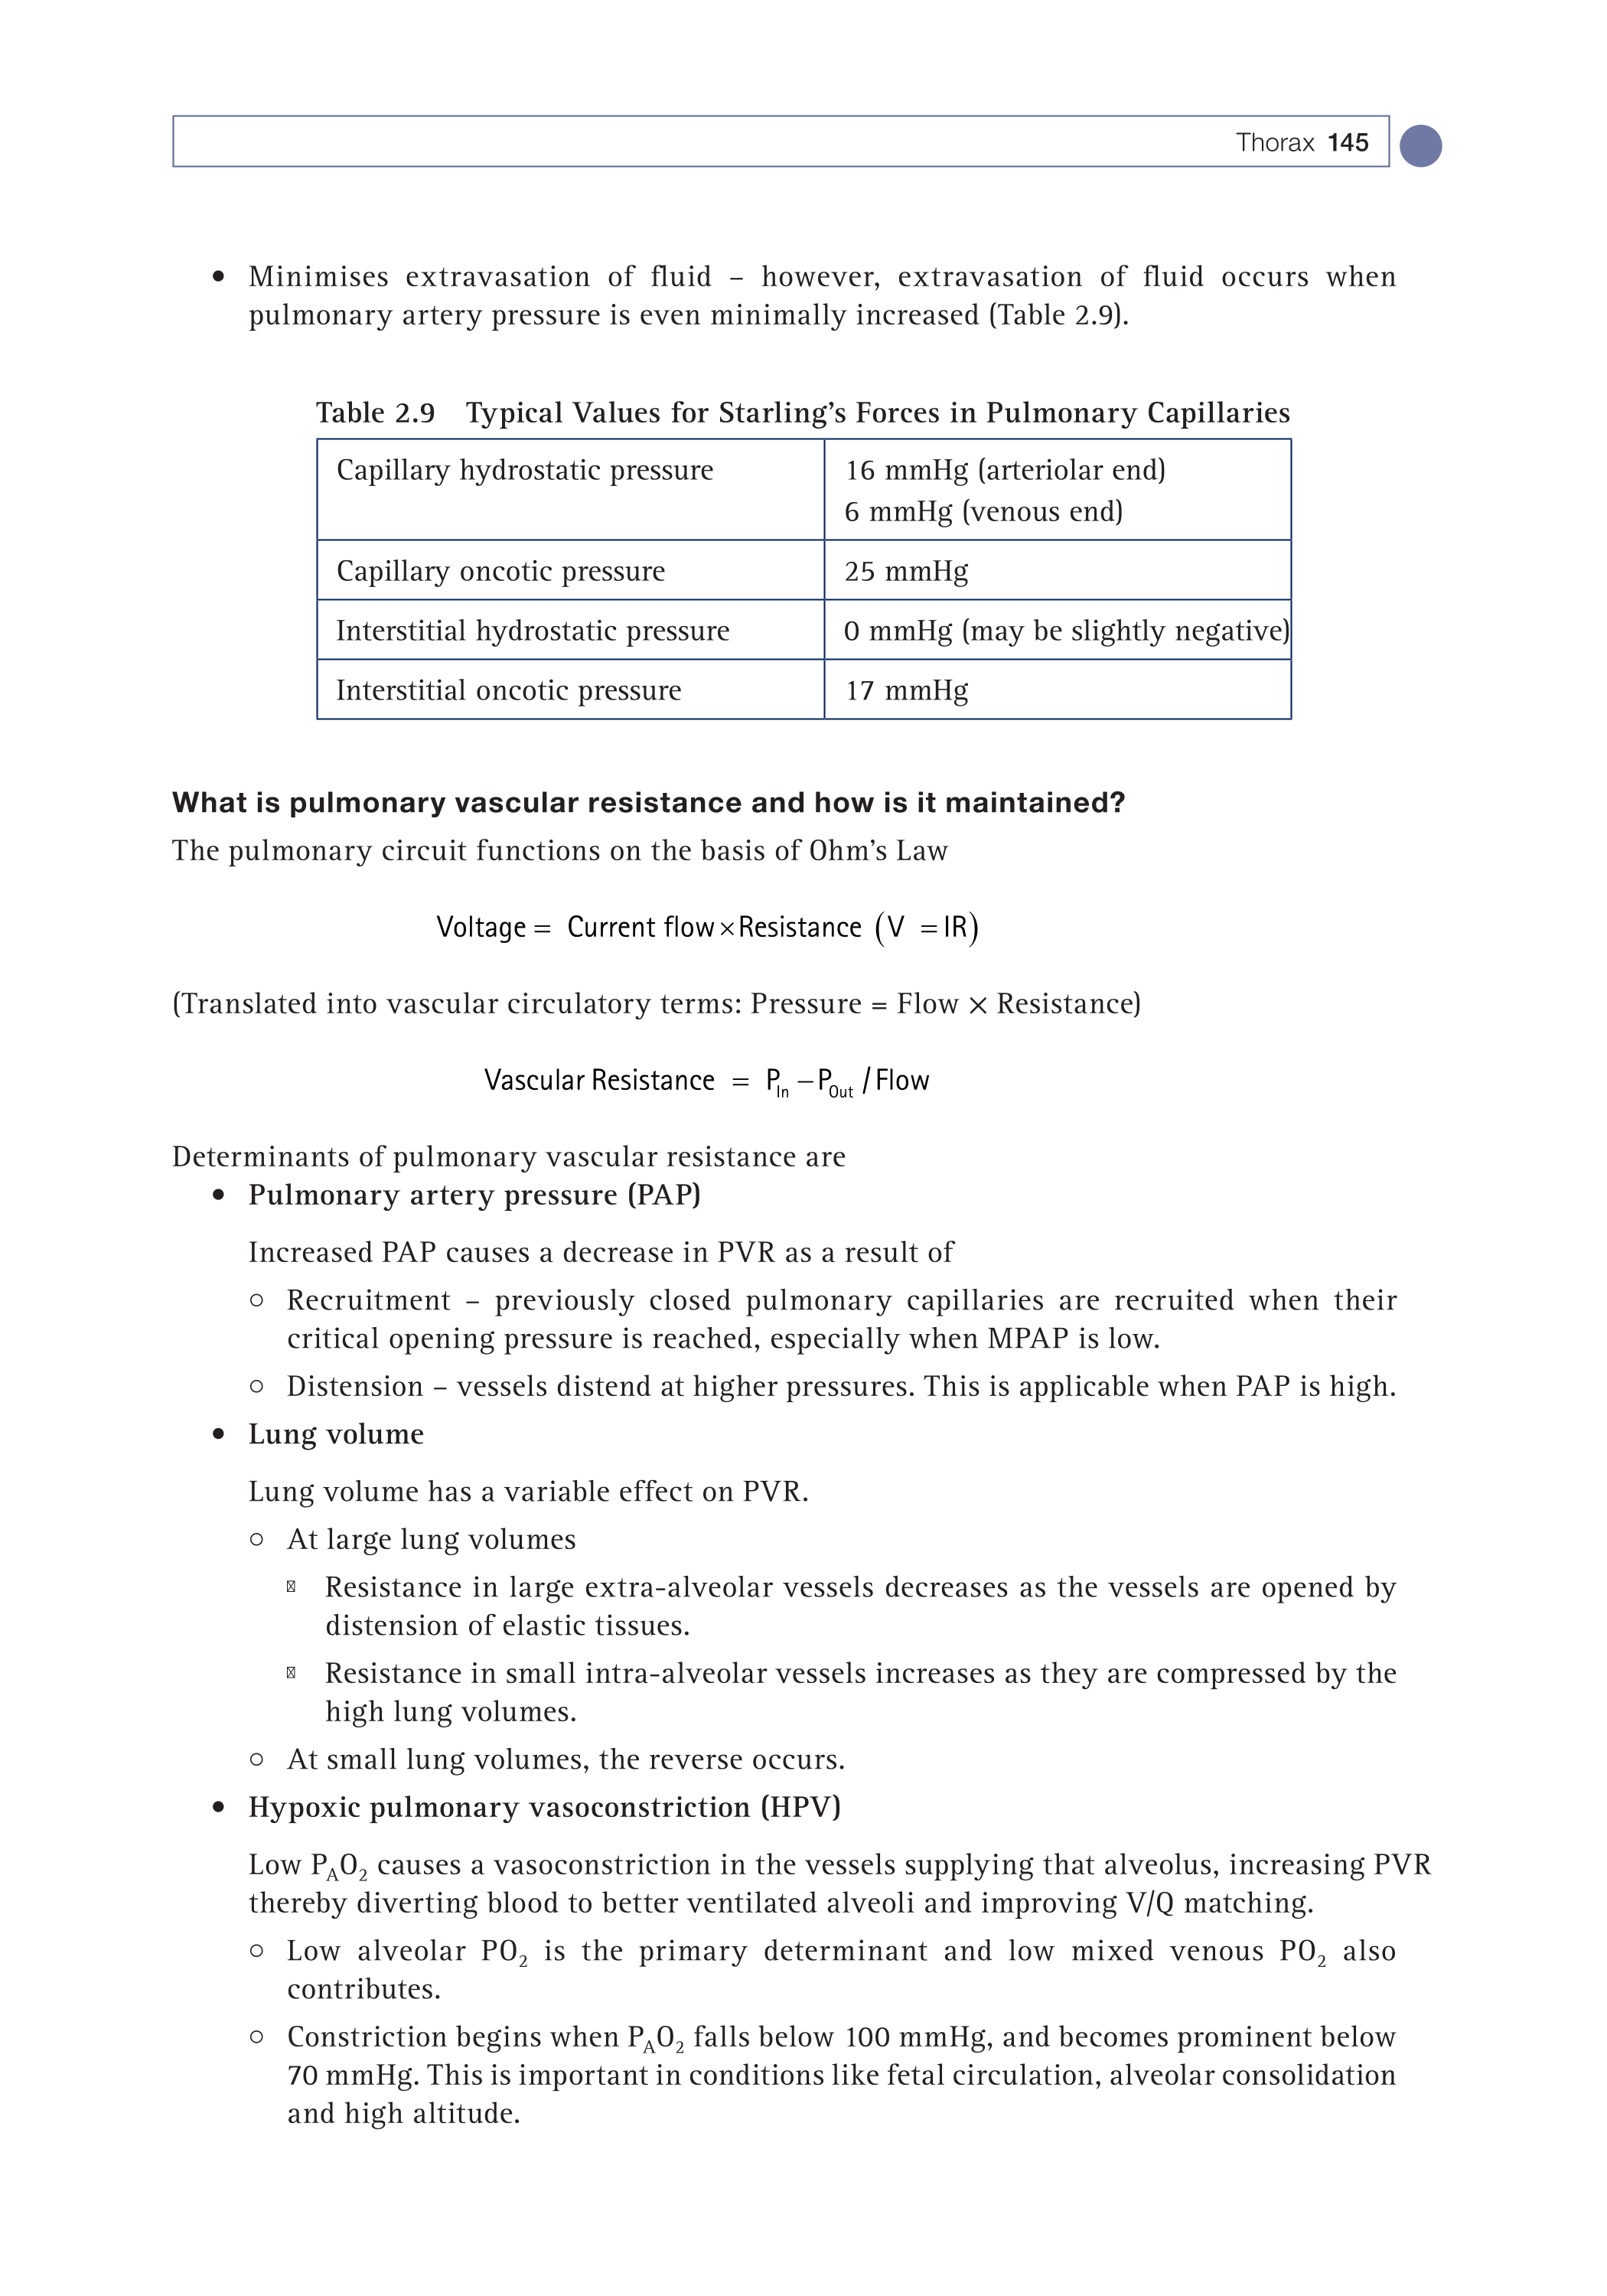 Thorax 145
• Minimises extravasation of fluid – however, extravasation of fluid occurs when
pulmonary artery pressure is even minimally increased (Table 2.9).
Table 2.9 Typical Values for Starling's Forces in Pulmonary Capillaries
Capillary hydrostatic pressure 16 mmHg (arteriolar end)
6 mmHg (venous end)
Capillary oncotic pressure 25 mmHg
Interstitial hydrostatic pressure 0 mmHg (may be slightly negative)
Interstitial oncotic pressure 17 mmHg
What is pulmonary vascular resistance and how is it maintained?
The pulmonary circuit functions on the basis of Ohm's Law
Voltage = Current flow × Resistance (V = IR)
(Translated into vascular circulatory terms: Pressure = Flow × Resistance)
Vascular Resistance = P_In – P_Out / Flow
Determinants of pulmonary vascular resistance are
• Pulmonary artery pressure (PAP)
Increased PAP causes a decrease in PVR as a result of
○ Recruitment – previously closed pulmonary capillaries are recruited when their
critical opening pressure is reached, especially when MPAP is low.
○ Distension – vessels distend at higher pressures. This is applicable when PAP is high.
• Lung volume
Lung volume has a variable effect on PVR.
○ At large lung volumes
Resistance in large extra-alveolar vessels decreases as the vessels are opened by
distension of elastic tissues.
Resistance in small intra-alveolar vessels increases as they are compressed by the
high lung volumes.
○ At small lung volumes, the reverse occurs.
• Hypoxic pulmonary vasoconstriction (HPV)
Low PAO₂ causes a vasoconstriction in the vessels supplying that alveolus, increasing PVR
thereby diverting blood to better ventilated alveoli and improving V/Q matching.
○ Low alveolar PO₂ is the primary determinant and low mixed venous PO₂ also
contributes.
○ Constriction begins when PAO₂ falls below 100 mmHg, and becomes prominent below
70 mmHg. This is important in conditions like fetal circulation, alveolar consolidation
and high altitude.